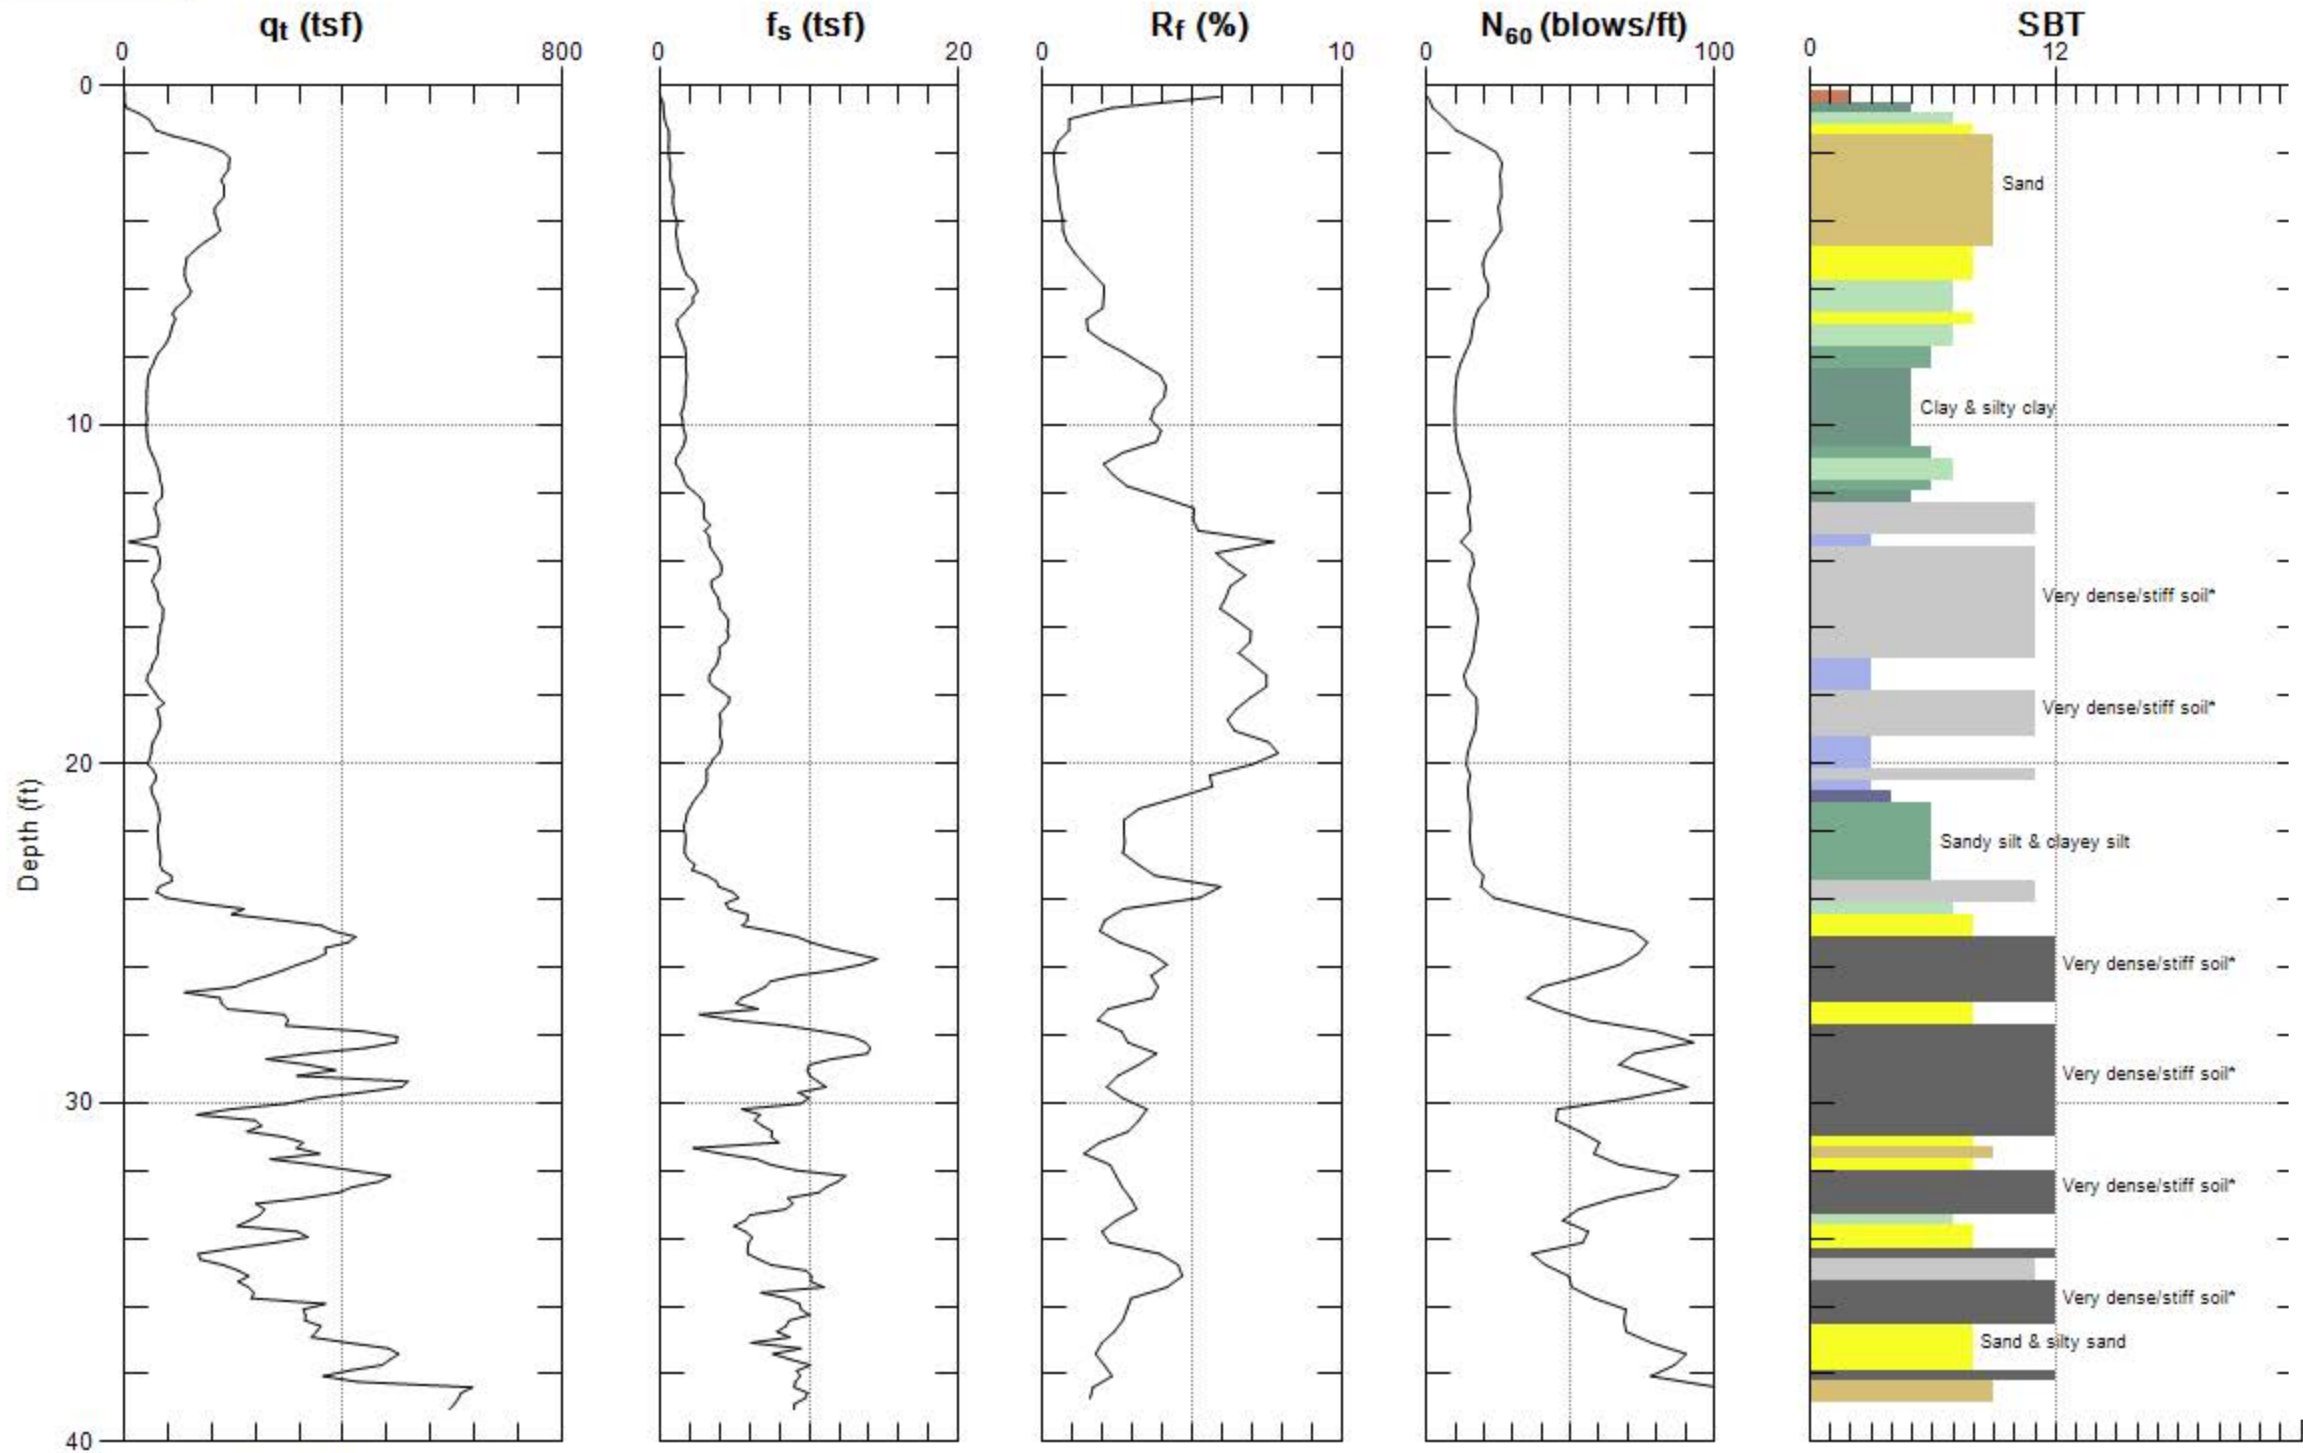 qt (tsf)
fs (tsf)
Rf (%)
N60 (blows/ft)
SBT
0 800
0 20
0 10
0 100
0 12
0
Sand
Clay & silty clay
10
Very dense/stiff soil*
Very dense/stiff soil*
20
Sandy silt & clayey silt
Depth (ft)
Very dense/stiff soil*
Very dense/stiff soil*
30
Very dense/stiff soil*
Very dense/stiff soil*
Sand & silty sand
40